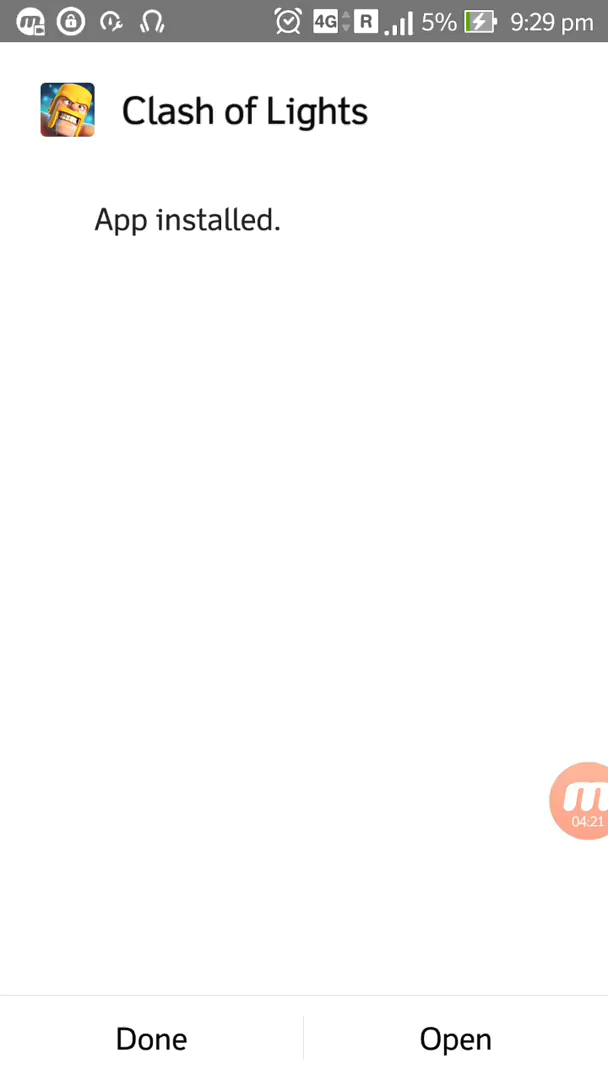 4G R 5% 9:29 pm
Clash of Lights
App installed.
m
04:21
Done Open